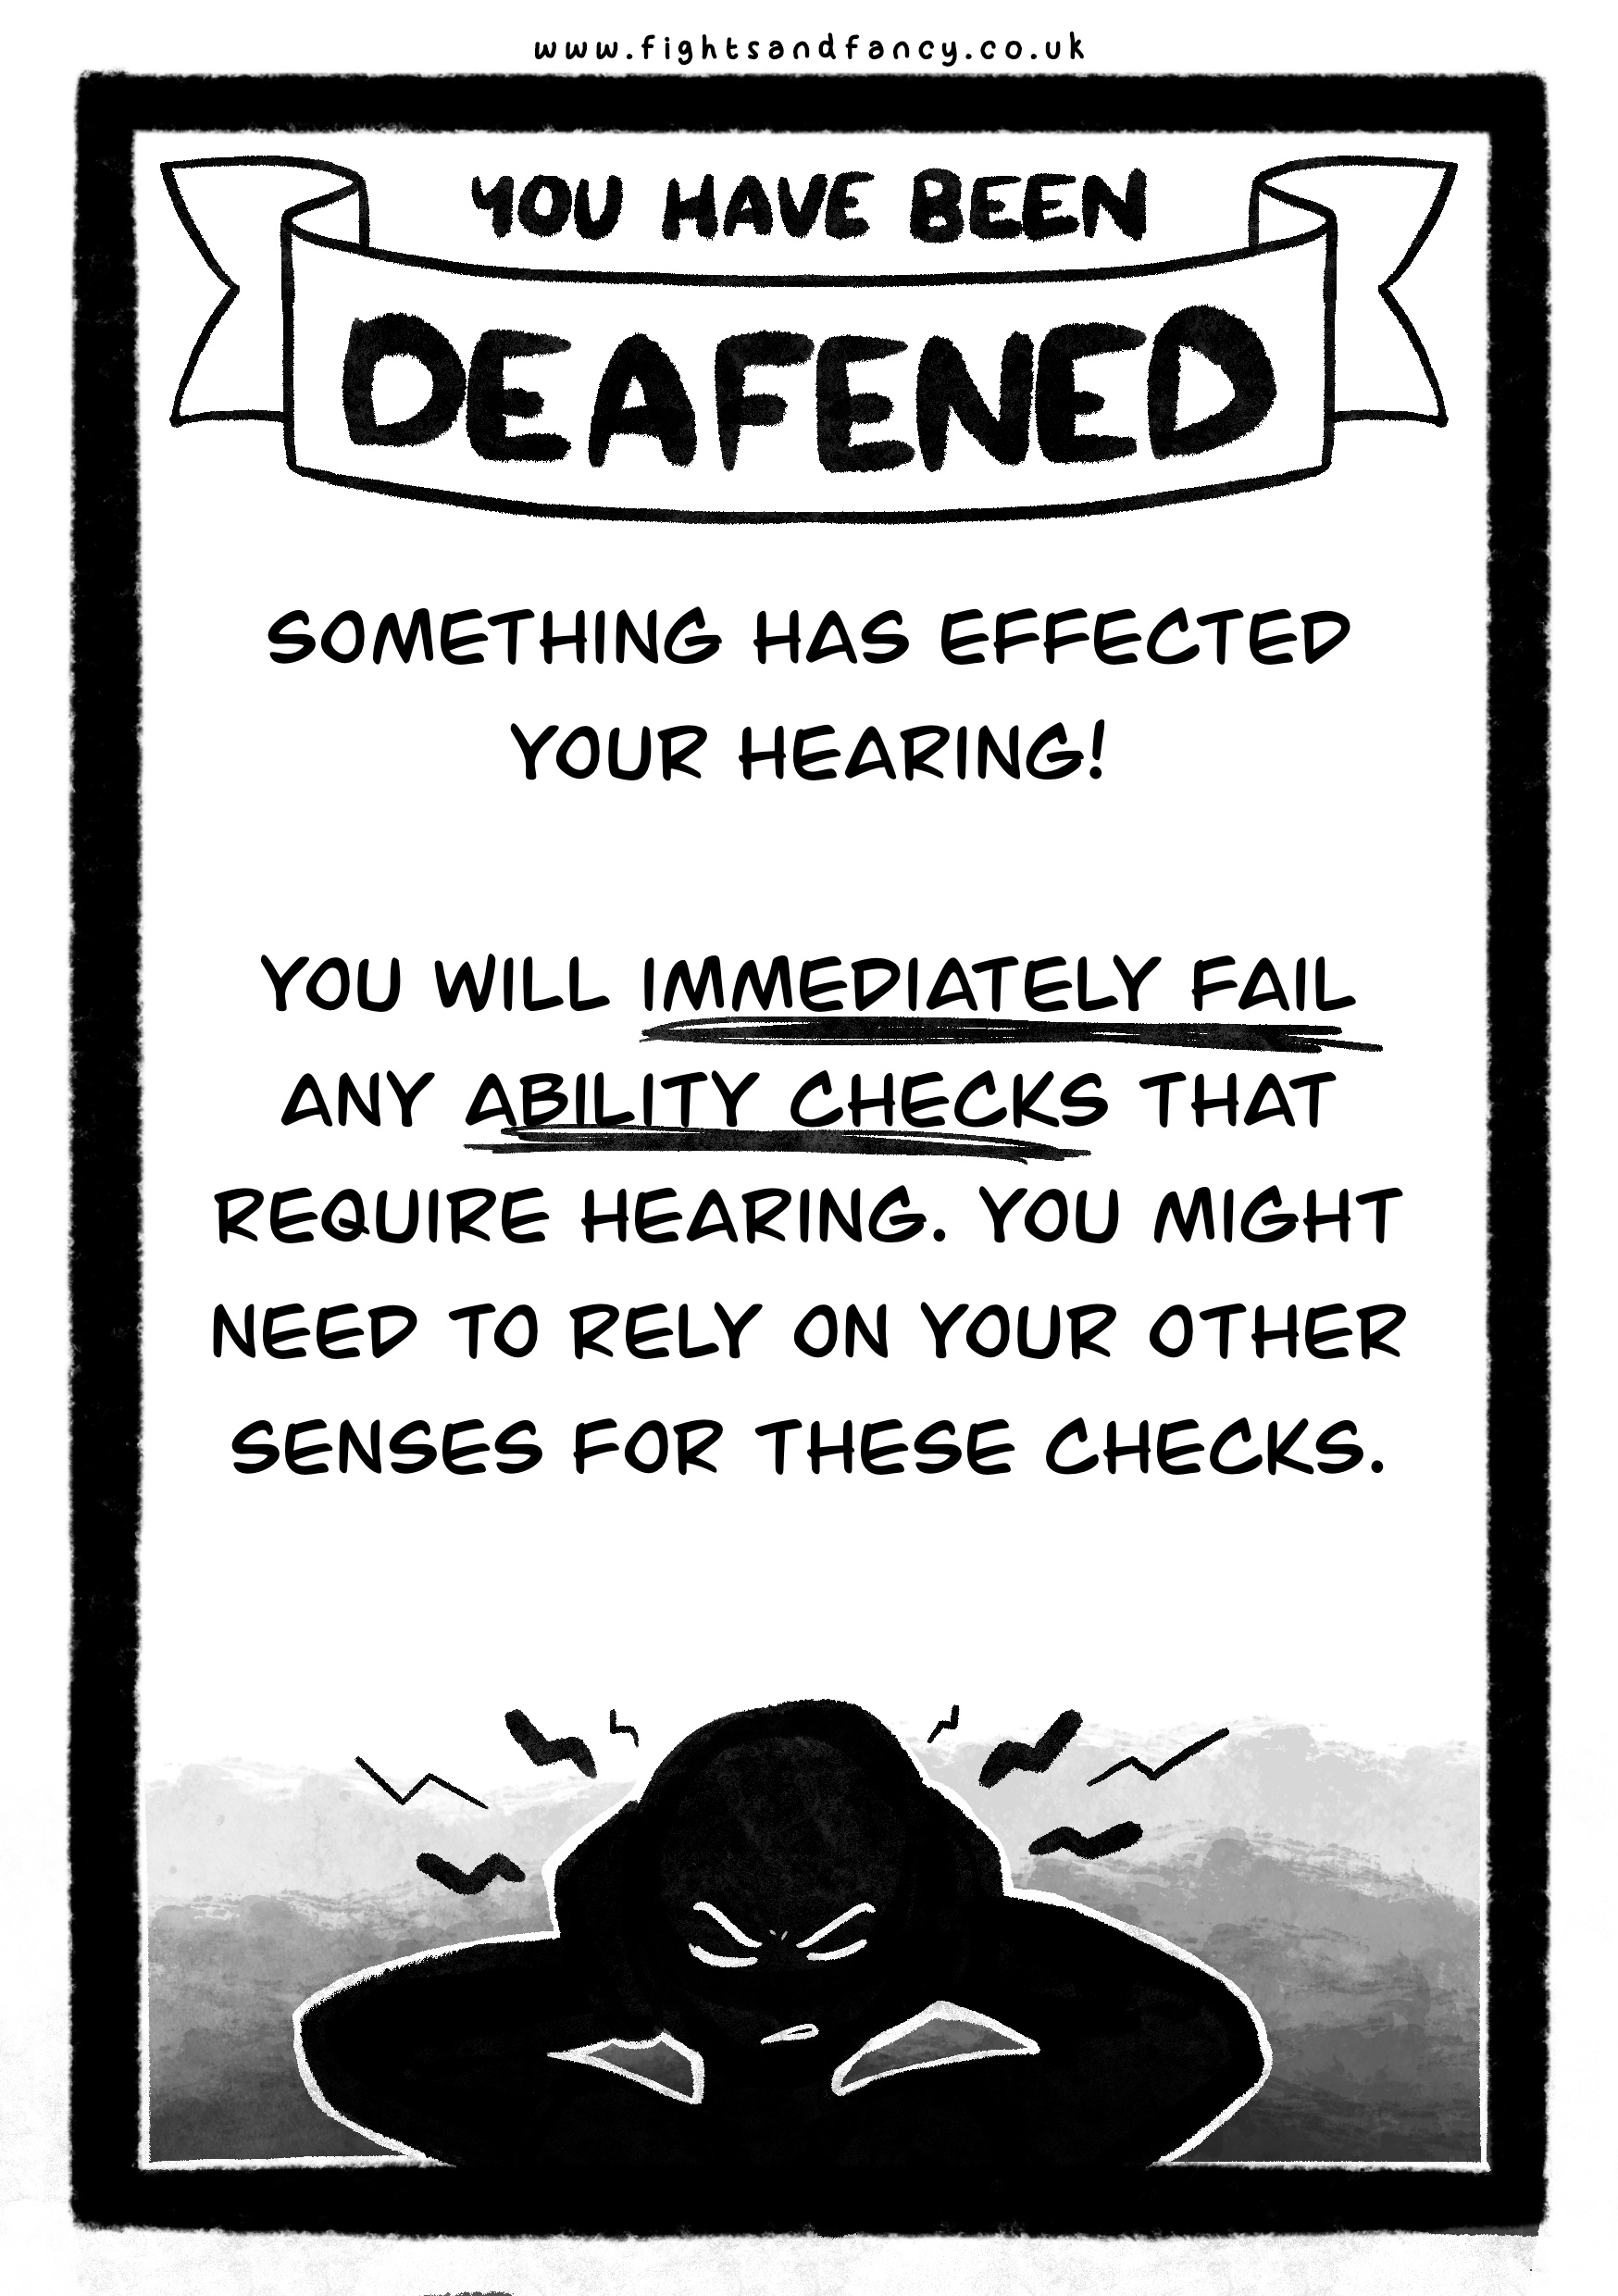 www.fightsandfancy.co.uk
YOU HAVE BEEN
DEAFENED
SOMETHING HAS EFFECTED
YOUR HEARING!
YOU WILL IMMEDIATELY FAIL
ANY ABILITY CHECKS THAT
REQUIRE HEARING. YOU MIGHT
NEED TO RELY ON YOUR OTHER
SENSES FOR THESE CHECKS.